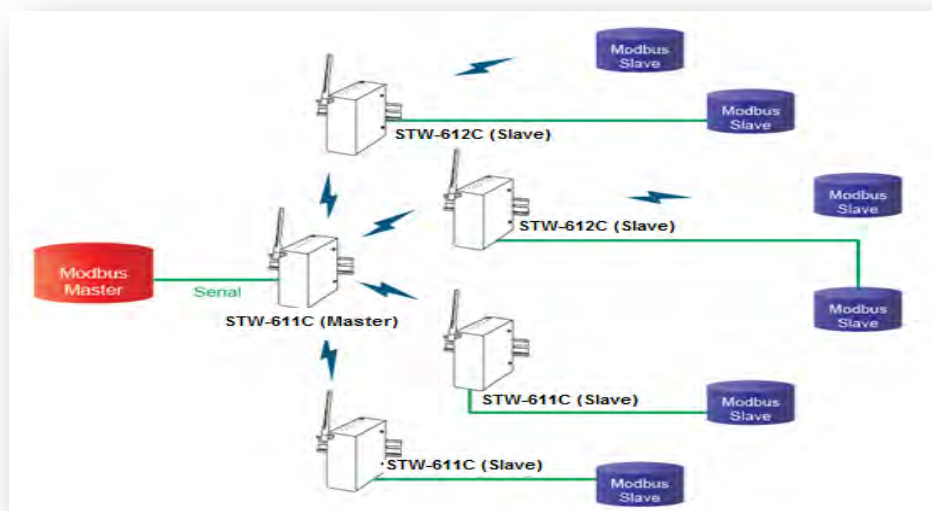 Modbus
Slave
Modbus
Slave
STW-612C (Slave)
Modbus
Slave
STW-612C (Slave)
Modbus
Master
Serial
STW-611C (Master)
Modbus
Slave
STW-611C (Slave)
Modbus
Slave
STW-611C (Slave)
Modbus
Slave